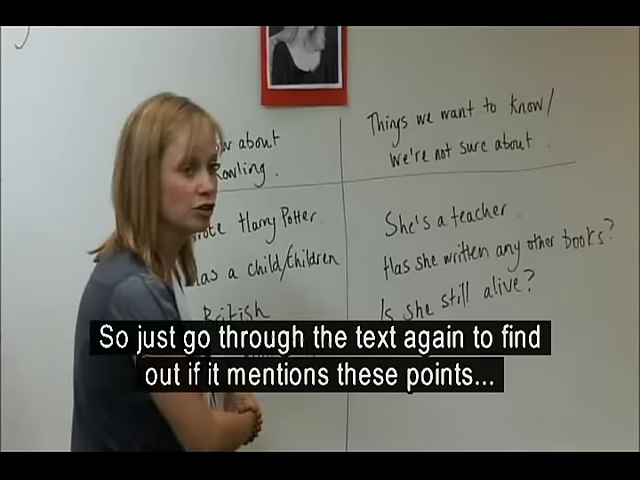 about
Things we want to know/
we're not sure about.
She's a teacher.
Harry Potter.
Has she written any other books?
Has a child/children
Is she still alive?
British
So just go through the text again to find
out if it mentions these points...